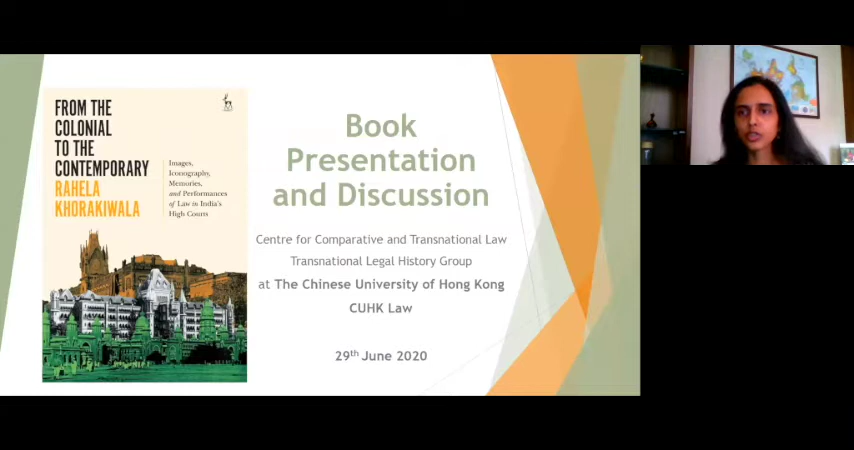 FROM THE
COLONIAL
TO THE
CONTEMPORARY
RAHELA
KHORAKIWALA
Images,
Iconography,
Memories,
and Performances
of Law in India's
High Courts
Book
Presentation
and Discussion
Centre for Comparative and Transnational Law
Transnational Legal History Group
at The Chinese University of Hong Kong
CUHK Law
29th June 2020